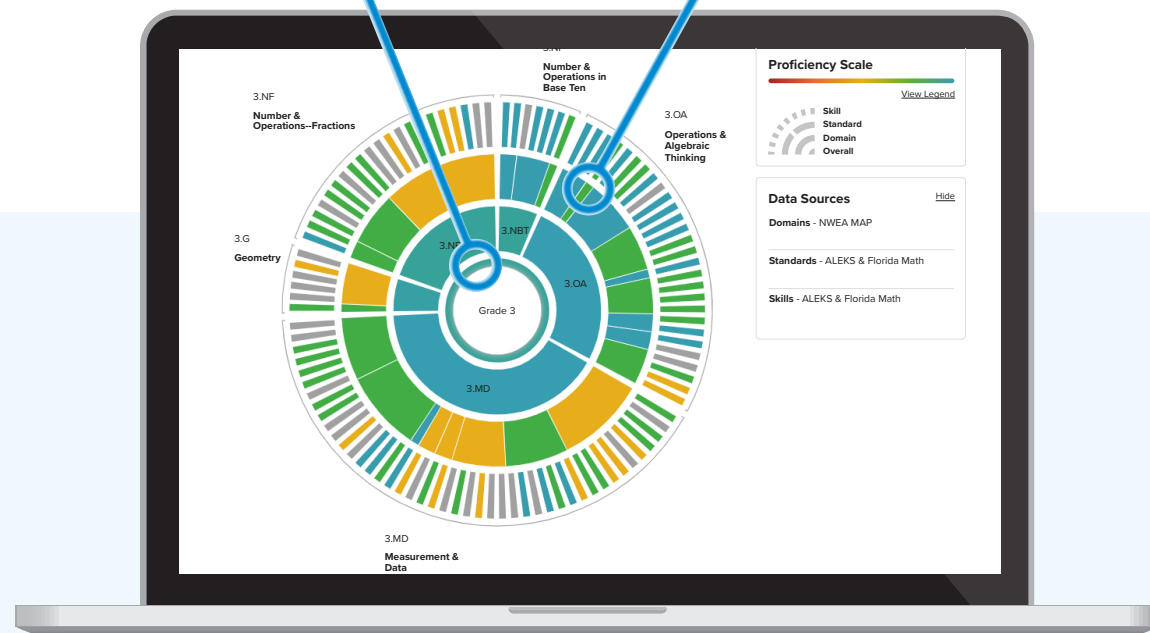 Number &
Operations in
Base Ten
3.NF
Number &
Operations--Fractions
3.OA
Operations &
Algebraic
Thinking
3.G
Geometry
3.NBT
3.OA
Grade 3
3.MD
3.MD
Measurement &
Data
Proficiency Scale
View Legend
Skill
Standard
Domain
Overall
Data Sources
Hide
Domains - NWEA MAP
Standards - ALEKS & Florida Math
Skills - ALEKS & Florida Math